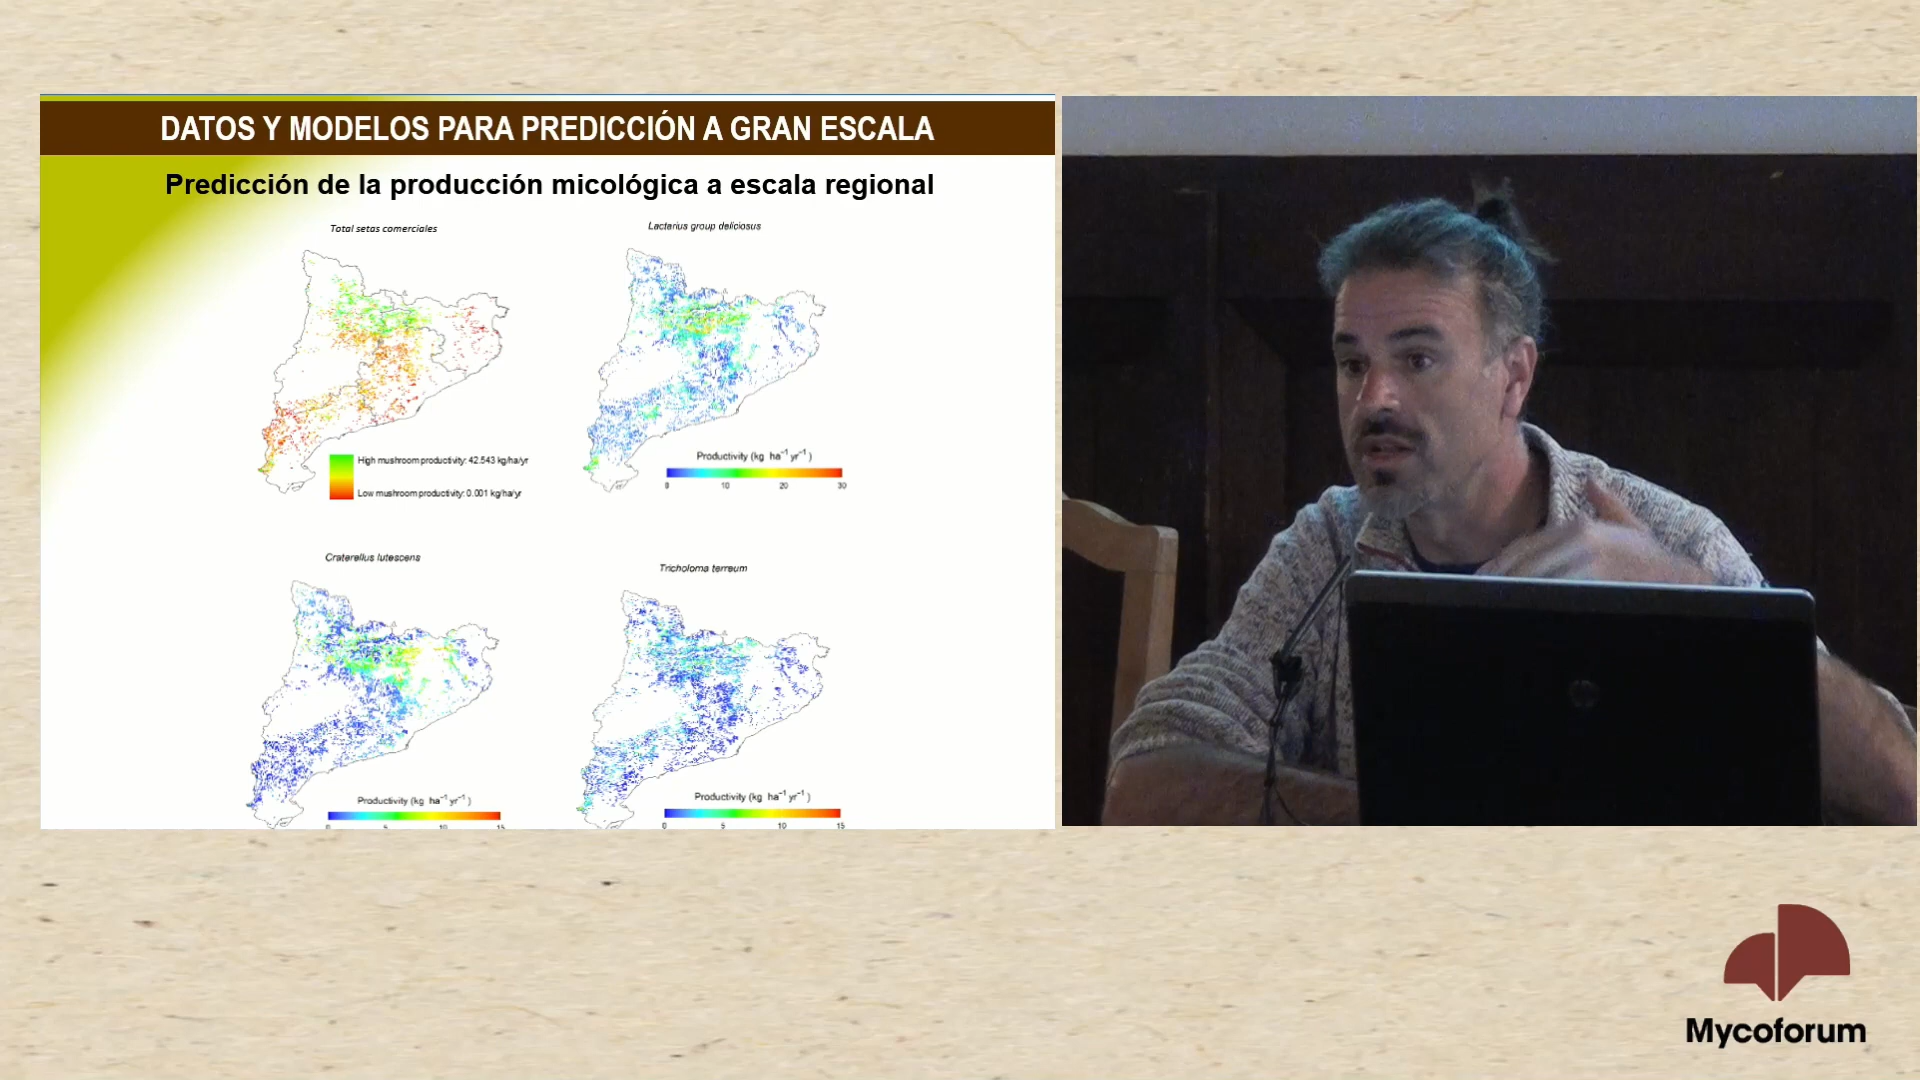 DATOS Y MODELOS PARA PREDICCIÓN A GRAN ESCALA
Predicción de la producción micológica a escala regional
Total setas comerciales
Lactarius group deliciosus
High mushroom productivity: 42.543 kg/ha/yr
Low mushroom productivity: 0.001 kg/ha/yr
Productivity (kg ha⁻¹ yr⁻¹)
0 10 20 30
Craterellus lutescens
Tricholoma terreum
Productivity (kg ha⁻¹ yr⁻¹)
0 5 10 15
Productivity (kg ha⁻¹ yr⁻¹)
0 5 10 15
Mycoforum